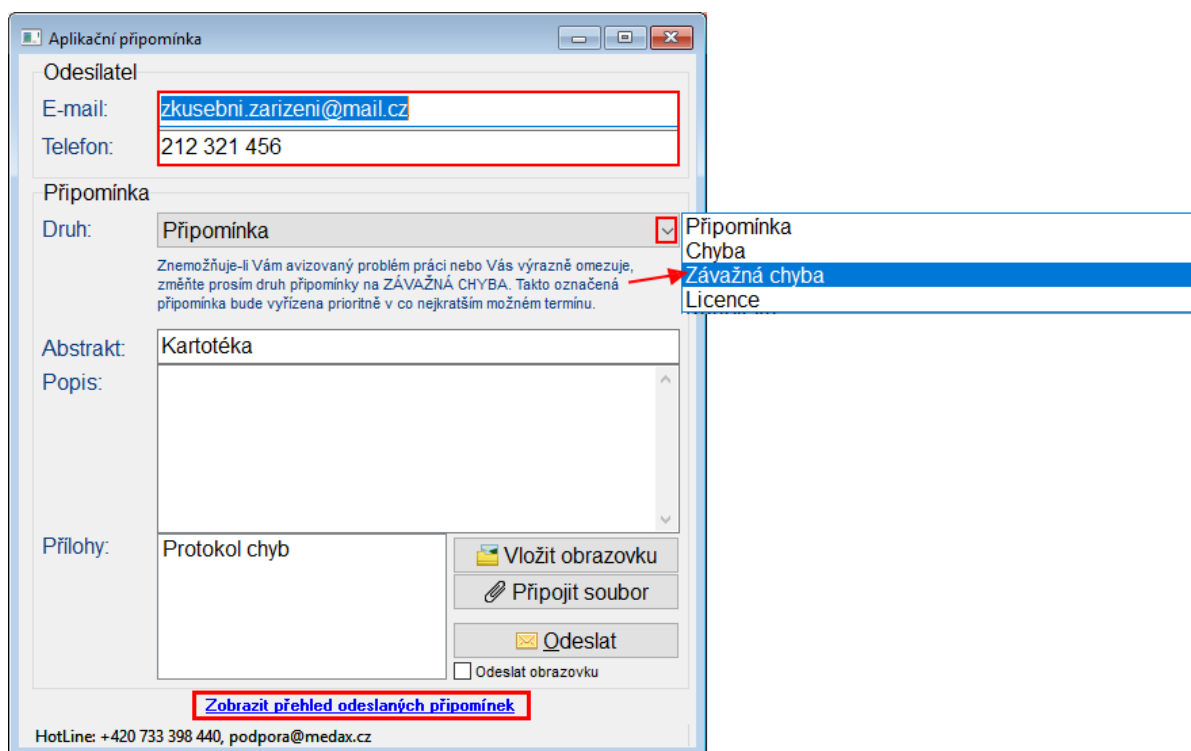 Aplikační připomínka
Odesílatel
E-mail: zkusebni.zarizeni@mail.cz
Telefon: 212 321 456
Připomínka
Druh: Připomínka
Připomínka
Chyba
Závažná chyba
Licence
Znemožňuje-li Vám avizovaný problém práci nebo Vás výrazně omezuje,
změňte prosím druh připomínky na ZÁVAŽNÁ CHYBA. Takto označená
připomínka bude vyřízena prioritně v co nejkratším možném termínu.
Abstrakt: Kartotéka
Popis:
Přílohy: Protokol chyb
Vložit obrazovku
Připojit soubor
Odeslat
Odeslat obrazovku
Zobrazit přehled odeslaných připomínek
HotLine: +420 733 398 440, podpora@medax.cz